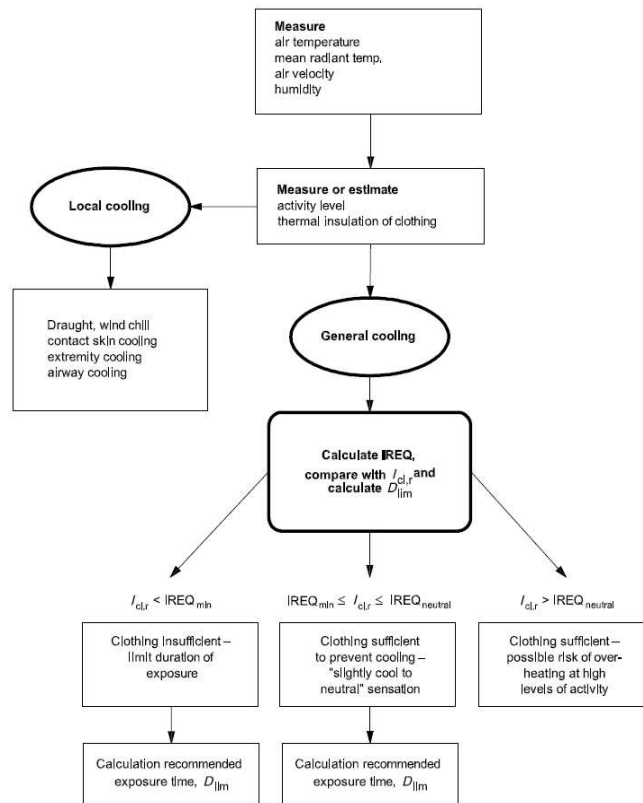 Measure
air temperature
mean radiant temp.
air velocity
humidity
Measure or estimate
activity level
thermal insulation of clothing
Local cooling
Draught, wind chill
contact skin cooling
extremity cooling
airway cooling
General cooling
Calculate IREQ,
compare with Icl,r and
calculate Dlim
Icl,r < IREQmin
IREQmin ≤ Icl,r ≤ IREQneutral
Icl,r > IREQneutral
Clothing insufficient –
limit duration of
exposure
Clothing sufficient
to prevent cooling –
"slightly cool to
neutral" sensation
Clothing sufficient –
possible risk of over-
heating at high
levels of activity
Calculation recommended
exposure time, Dlim
Calculation recommended
exposure time, Dlim